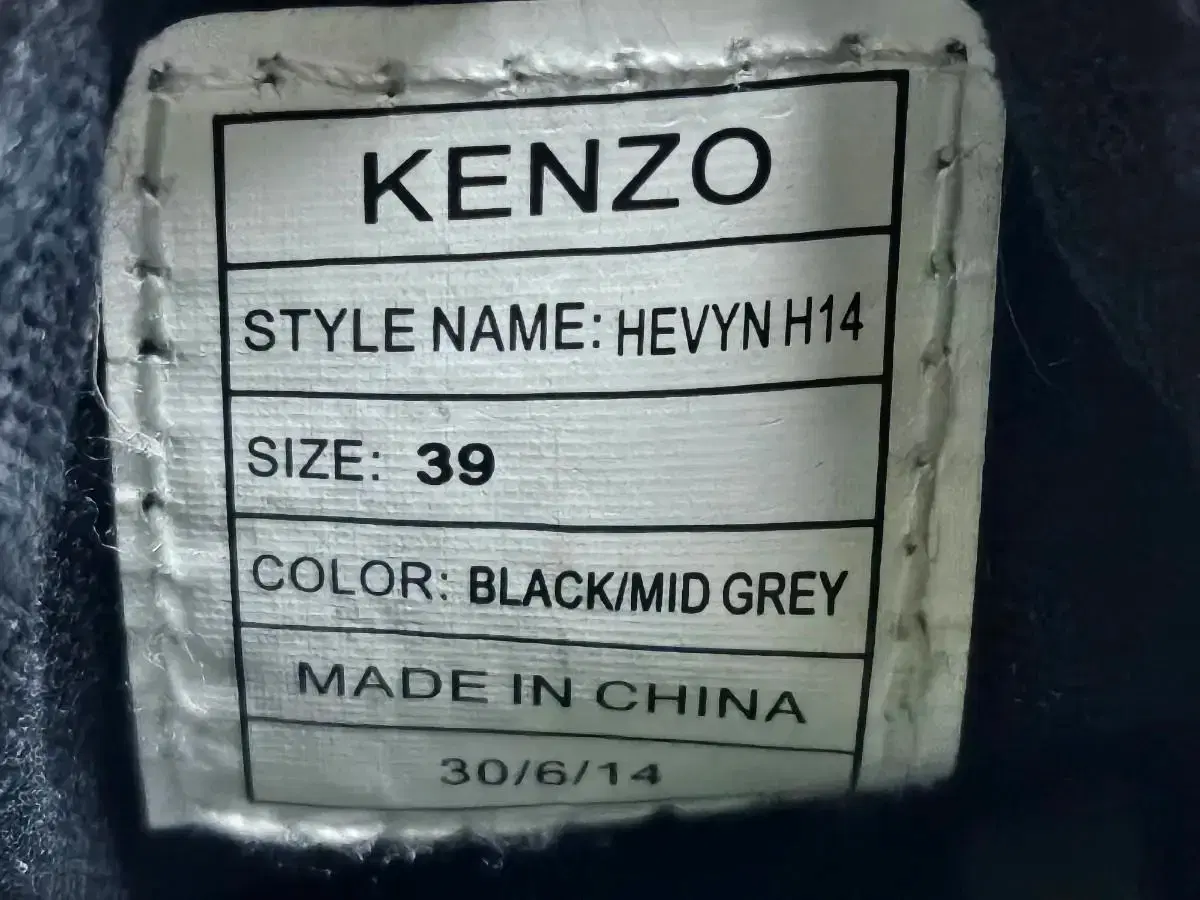 KENZO
STYLE NAME: HEVYN H14
SIZE: 39
COLOR: BLACK/MID GREY
MADE IN CHINA
30/6/14